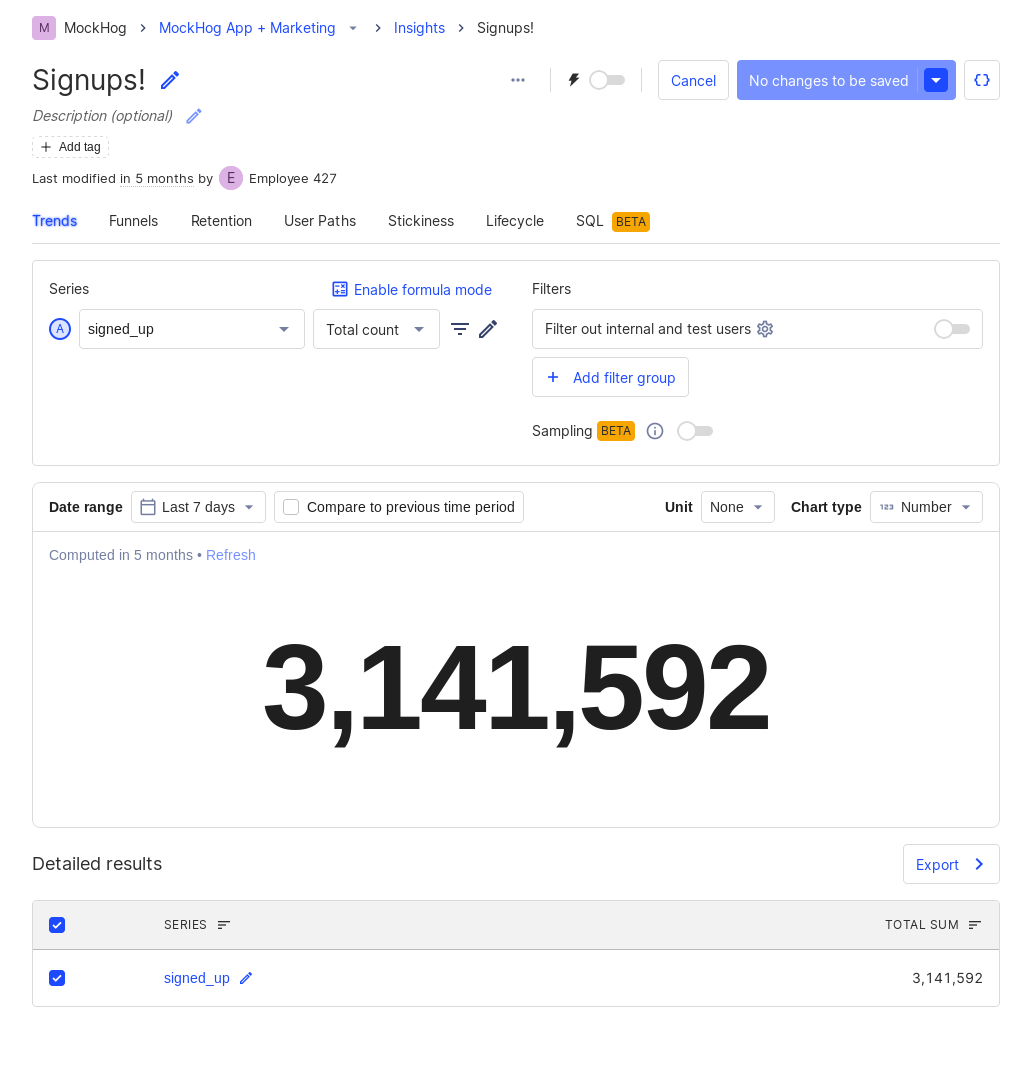 M MockHog > MockHog App + Marketing > Insights > Signups!
Signups!
Cancel
No changes to be saved
Description (optional)
Add tag
Last modified in 5 months by E Employee 427
Trends Funnels Retention User Paths Stickiness Lifecycle SQL BETA
Series
Enable formula mode
A signed_up Total count
Filters
Filter out internal and test users
+ Add filter group
Sampling BETA
Date range Last 7 days Compare to previous time period Unit None Chart type 123 Number
Computed in 5 months • Refresh
3,141,592
Detailed results
Export
SERIES TOTAL SUM
signed_up 3,141,592